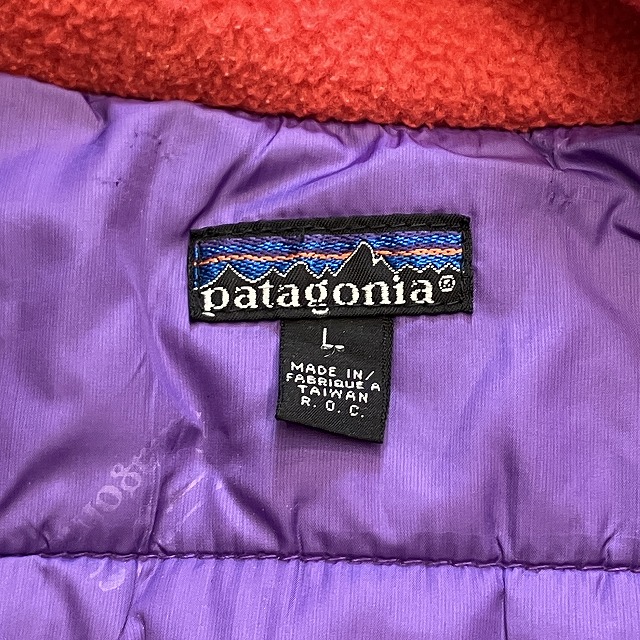 patagonia®
L
MADE IN/
FABRIQUE A
TAIWAN
R. O. C.